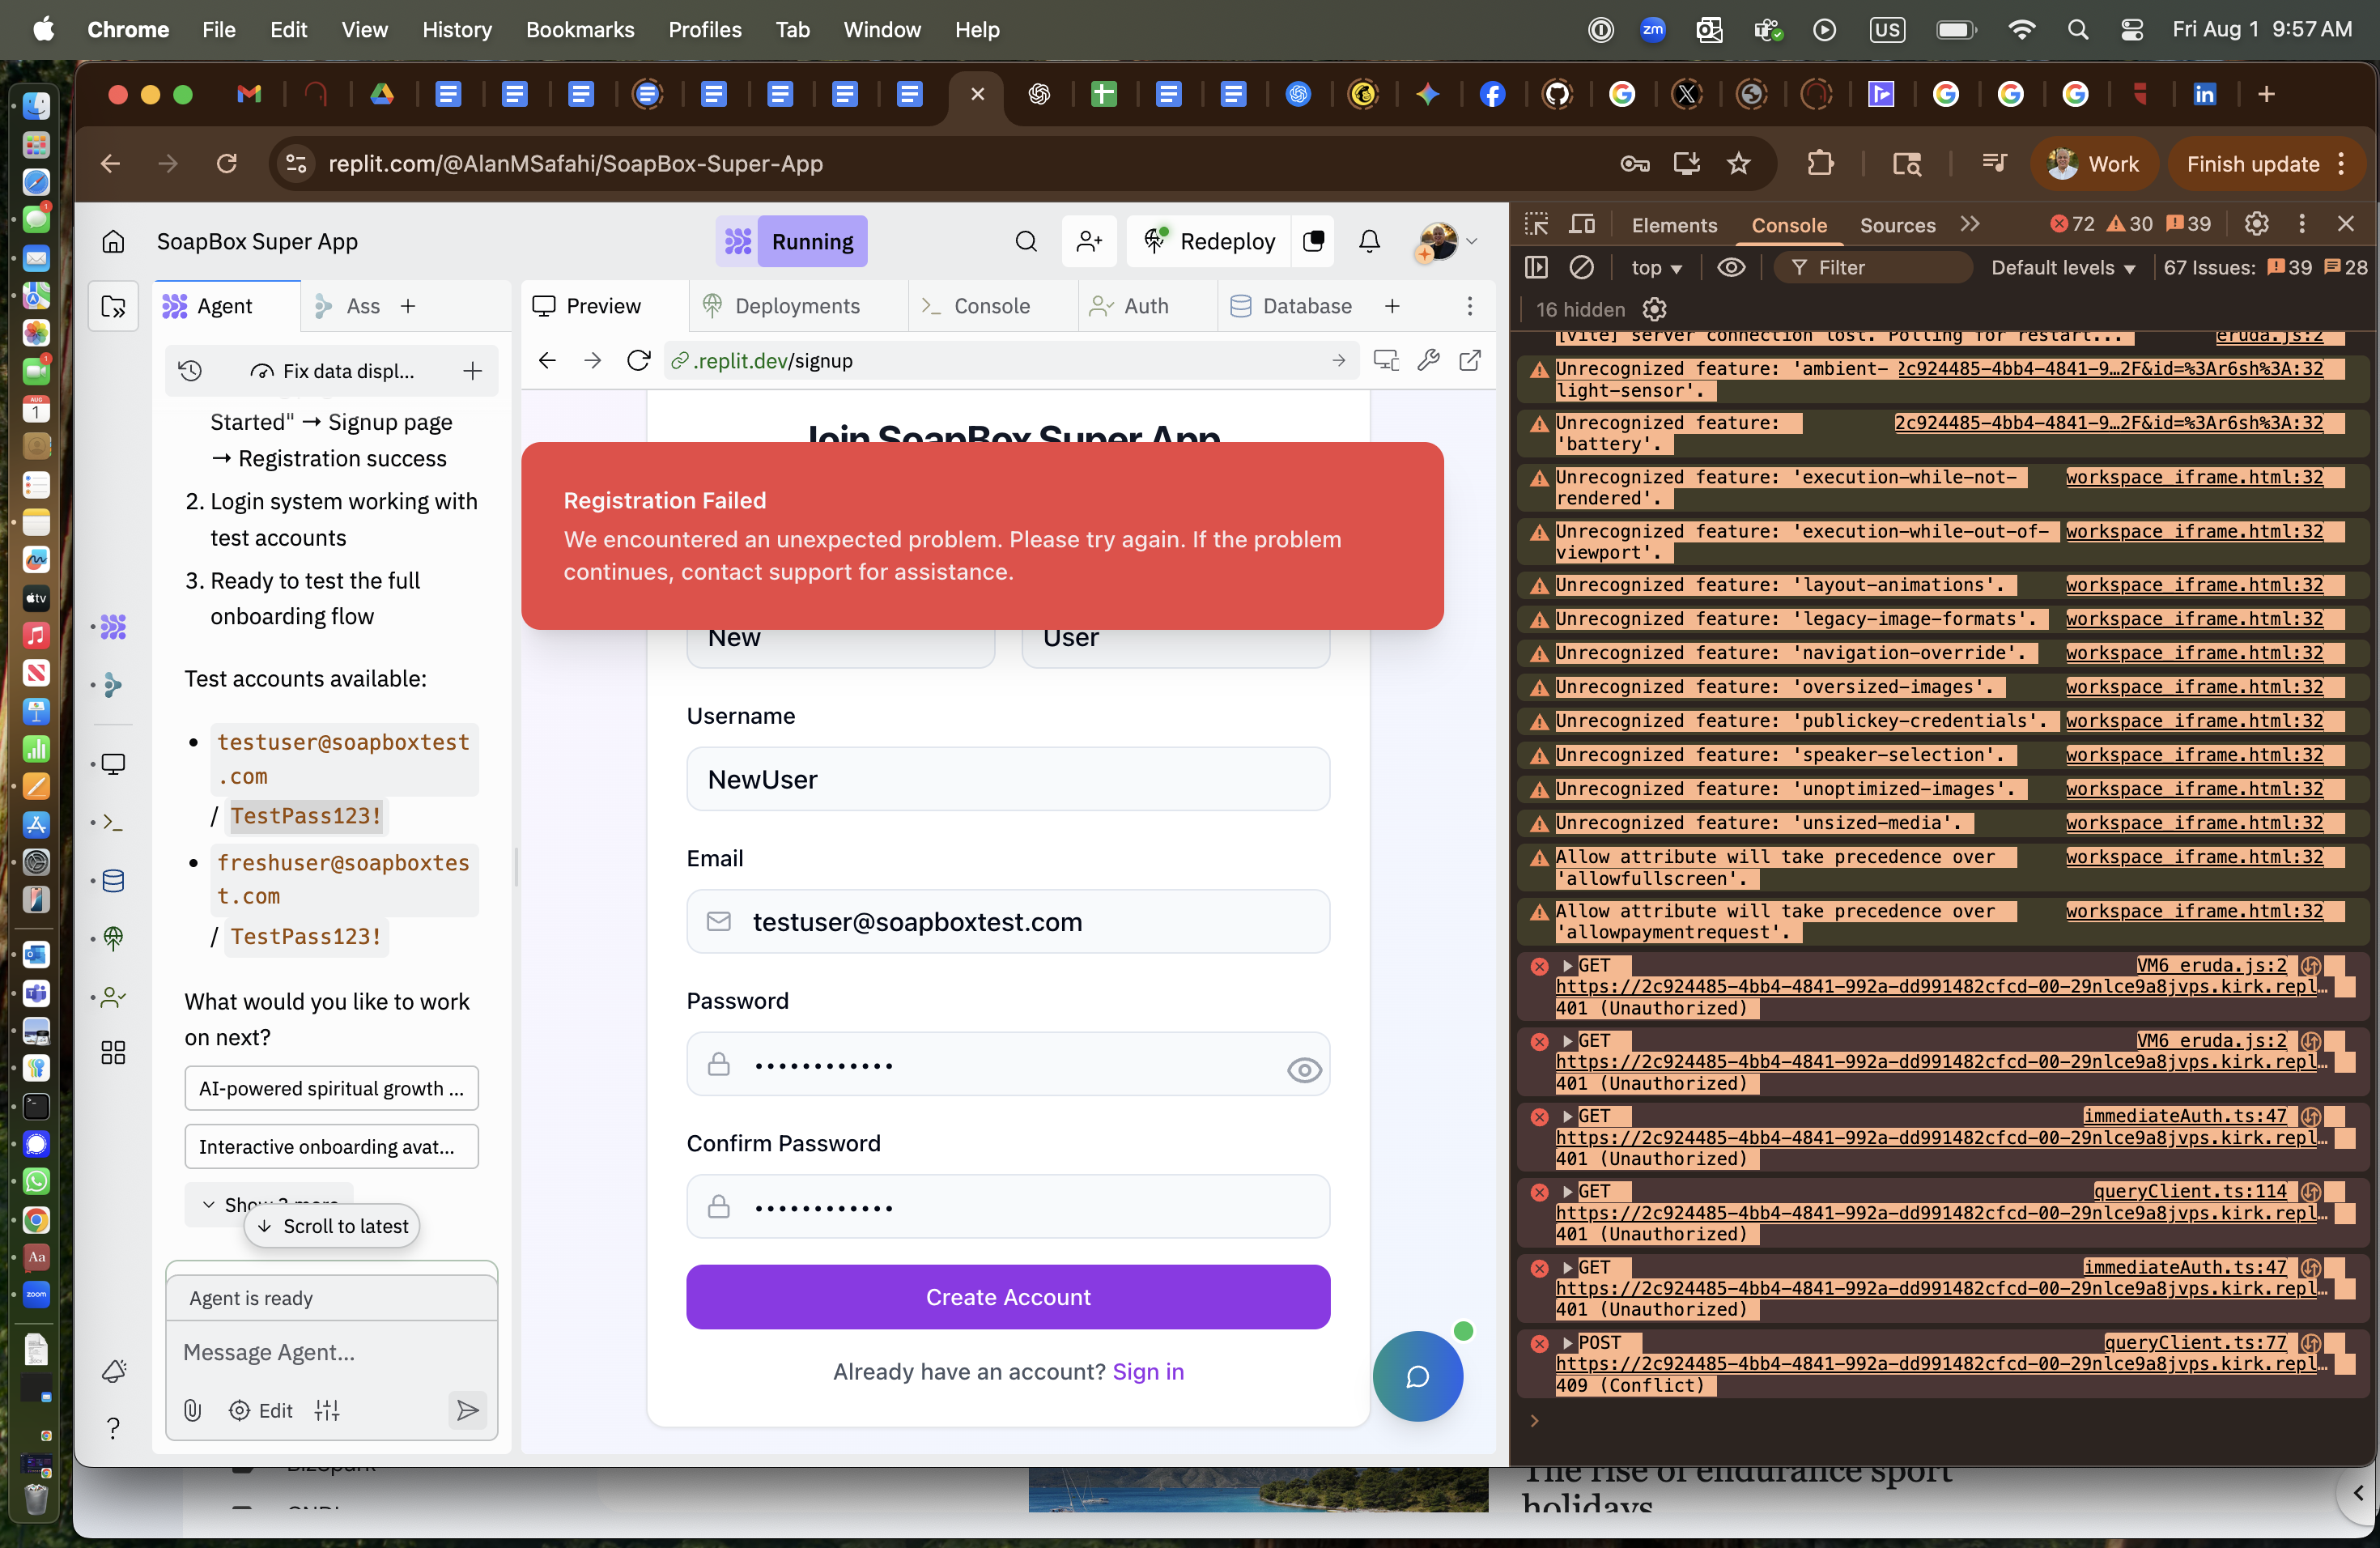 Chrome File Edit View History Bookmarks Profiles Tab Window Help
zm US Fri Aug 1 9:57 AM
replit.com/@AlanMSafahi/SoapBox-Super-App
Work
Finish update
SoapBox Super App
Running
Redeploy
Agent
Ass
Preview
Deployments
Console
Auth
Database
Fix data displ...
.replit.dev/signup
Started" → Signup page
→ Registration success
2. Login system working with
test accounts
3. Ready to test the full
onboarding flow
Test accounts available:
testuser@soapboxtest
.com
/ TestPass123!
freshuser@soapboxtes
t.com
/ TestPass123!
What would you like to work
on next?
AI-powered spiritual growth ...
Interactive onboarding avat...
Scroll to latest
Agent is ready
Message Agent...
Edit
Join SoapBox Super App
Registration Failed
We encountered an unexpected problem. Please try again. If the problem
continues, contact support for assistance.
New
User
Username
NewUser
Email
testuser@soapboxtest.com
Password
••••••••••••
Confirm Password
••••••••••••
Create Account
Already have an account? Sign in
Elements Console Sources 72 30 39
top Filter Default levels 67 Issues: 39 28
16 hidden
[vite] server connection lost. Polling for restart... eruda.js:2
Unrecognized feature: 'ambient- 2c924485-4bb4-4841-9…2F&id=%3Ar6sh%3A:32
light-sensor'.
Unrecognized feature: 2c924485-4bb4-4841-9…2F&id=%3Ar6sh%3A:32
'battery'.
Unrecognized feature: 'execution-while-not- workspace_iframe.html:32
rendered'.
Unrecognized feature: 'execution-while-out-of- workspace_iframe.html:32
viewport'.
Unrecognized feature: 'layout-animations'. workspace_iframe.html:32
Unrecognized feature: 'legacy-image-formats'. workspace_iframe.html:32
Unrecognized feature: 'navigation-override'. workspace_iframe.html:32
Unrecognized feature: 'oversized-images'. workspace_iframe.html:32
Unrecognized feature: 'publickey-credentials'. workspace_iframe.html:32
Unrecognized feature: 'speaker-selection'. workspace_iframe.html:32
Unrecognized feature: 'unoptimized-images'. workspace_iframe.html:32
Unrecognized feature: 'unsized-media'. workspace_iframe.html:32
Allow attribute will take precedence over workspace_iframe.html:32
'allowfullscreen'.
Allow attribute will take precedence over workspace_iframe.html:32
'allowpaymentrequest'.
GET VM6 eruda.js:2
https://2c924485-4bb4-4841-992a-dd991482cfcd-00-29nlce9a8jvps.kirk.repl…
401 (Unauthorized)
GET VM6 eruda.js:2
https://2c924485-4bb4-4841-992a-dd991482cfcd-00-29nlce9a8jvps.kirk.repl…
401 (Unauthorized)
GET immediateAuth.ts:47
https://2c924485-4bb4-4841-992a-dd991482cfcd-00-29nlce9a8jvps.kirk.repl…
401 (Unauthorized)
GET queryClient.ts:114
https://2c924485-4bb4-4841-992a-dd991482cfcd-00-29nlce9a8jvps.kirk.repl…
401 (Unauthorized)
GET immediateAuth.ts:47
https://2c924485-4bb4-4841-992a-dd991482cfcd-00-29nlce9a8jvps.kirk.repl…
401 (Unauthorized)
POST queryClient.ts:77
https://2c924485-4bb4-4841-992a-dd991482cfcd-00-29nlce9a8jvps.kirk.repl…
409 (Conflict)
The rise of endurance sport
holidays